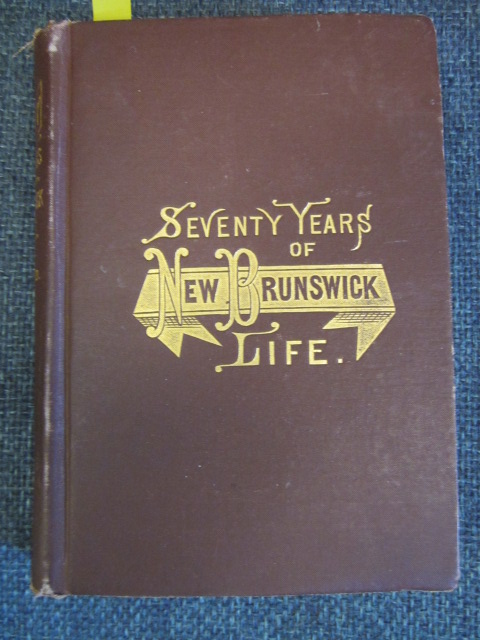 SEVENTY YEARS
OF
NEW BRUNSWICK
LIFE.